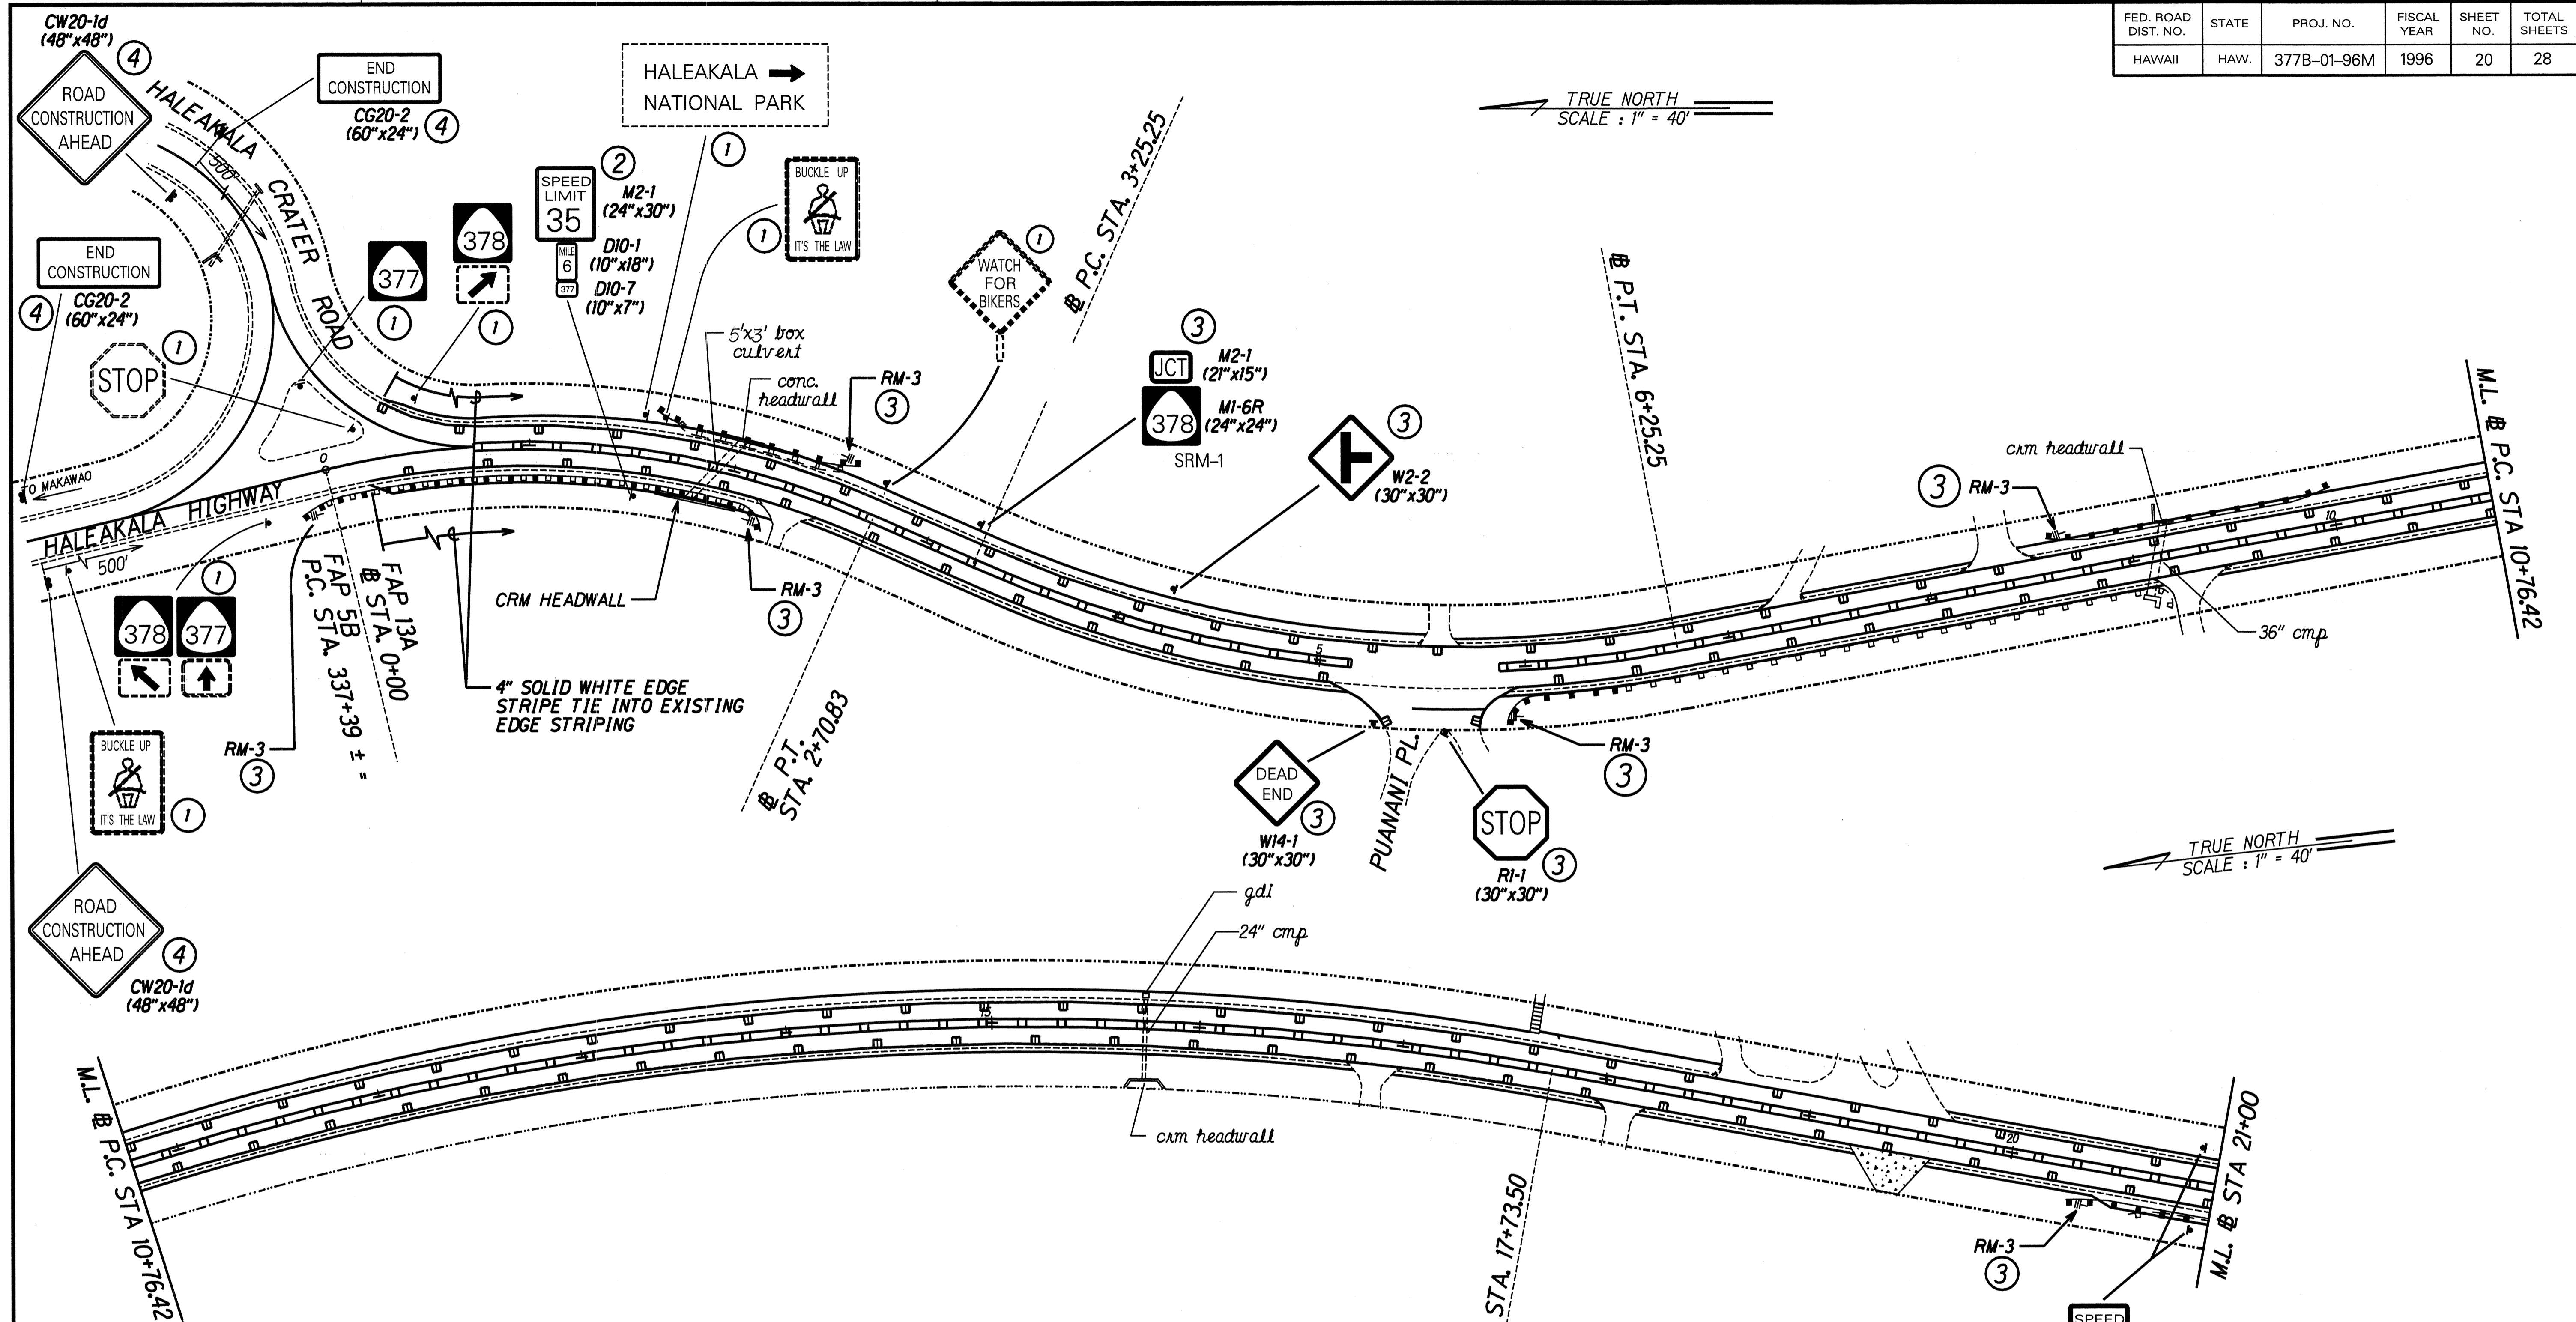 FED. ROAD DIST. NO. STATE PROJ. NO. FISCAL YEAR SHEET NO. TOTAL SHEETS
HAWAII HAW. 377B–01–96M 1996 20 28
CW20-1d
(48"x48")
4
ROAD
CONSTRUCTION
AHEAD
END
CONSTRUCTION
CG20-2
(60"x24")
4
HALEAKALA CRATER ROAD
500'
HALEAKALA
NATIONAL PARK
1
TRUE NORTH
SCALE : 1" = 40'
2
SPEED
LIMIT
35
M2-1
(24"x30")
MILE
6
D10-1
(10"x18")
377
D10-7
(10"x7")
BUCKLE UP
IT'S THE LAW
1
378
1
377
1
END
CONSTRUCTION
CG20-2
(60"x24")
4
STOP
1
WATCH
FOR
BIKERS
1
℄ P.C. STA. 3+25.25
5'x3' box
culvert
conc.
headwall
RM-3
3
3
JCT
M2-1
(21"x15")
378
M1-6R
(24"x24")
SRM–1
3
W2-2
(30"x30")
℄ P.T. STA. 6+25.25
crm headwall
3
RM-3
10
M.L. ℄ P.C. STA 10+76.42
36" cmp
TO MAKAWAO
HALEAKALA HIGHWAY
500'
0
1
378
377
FAP 13A
℄ STA. 0+00
FAP 5B
P.C. STA. 337+39 ± =
CRM HEADWALL
RM-3
3
4" SOLID WHITE EDGE
STRIPE TIE INTO EXISTING
EDGE STRIPING
℄ P.T.
STA. 2+70.83
5
BUCKLE UP
IT'S THE LAW
1
RM-3
3
DEAD
END
3
W14-1
(30"x30")
PUANANI PL.
STOP
3
R1-1
(30"x30")
RM-3
3
TRUE NORTH
SCALE : 1" = 40'
ROAD
CONSTRUCTION
AHEAD
4
CW20-1d
(48"x48")
gdi
24" cmp
15
crm headwall
M.L. ℄ P.C. STA 10+76.42
STA. 17+73.50
20
RM-3
3
M.L. ℄ STA 21+00
SPEED